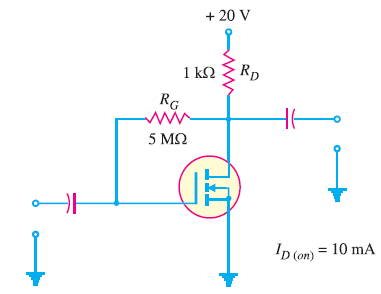 + 20 V
1 kΩ R_D
R_G
5 MΩ
I_D (on) = 10 mA